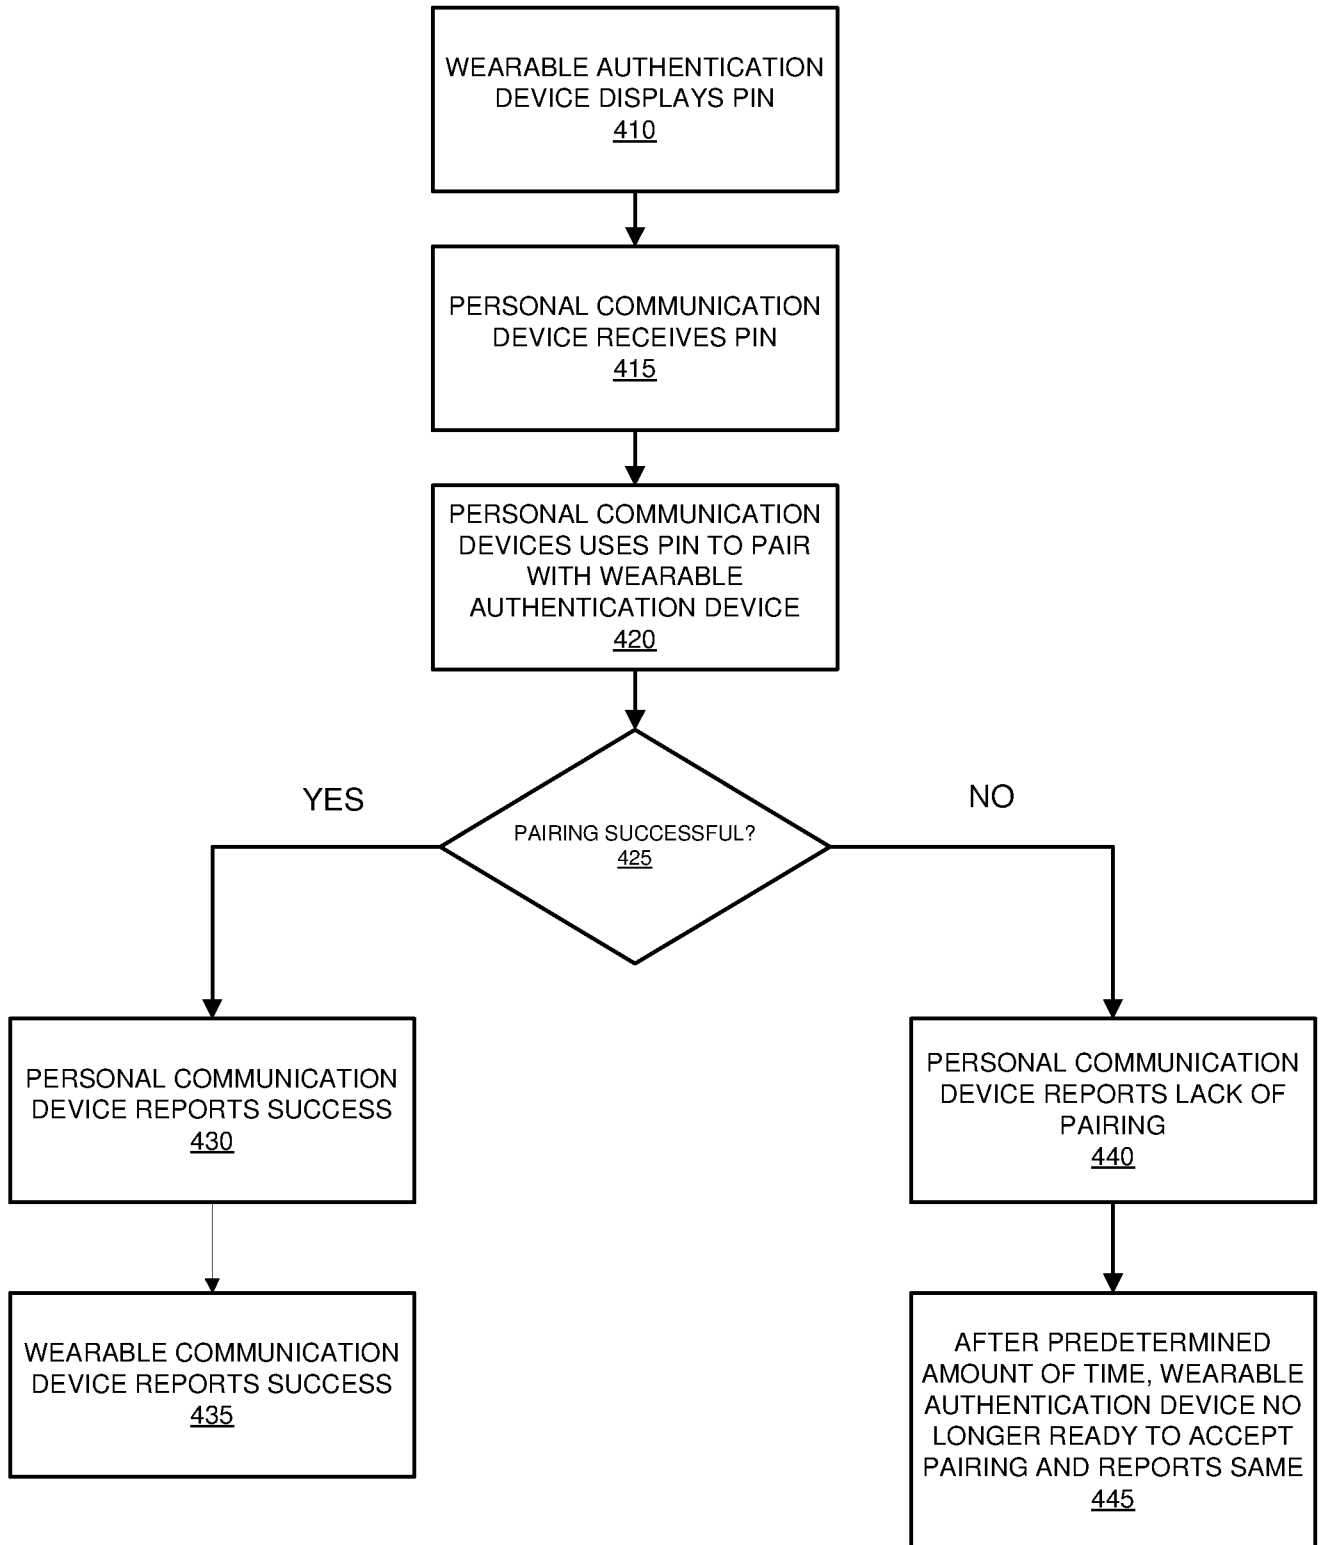 WEARABLE AUTHENTICATION
DEVICE DISPLAYS PIN
410
PERSONAL COMMUNICATION
DEVICE RECEIVES PIN
415
PERSONAL COMMUNICATION
DEVICES USES PIN TO PAIR
WITH WEARABLE
AUTHENTICATION DEVICE
420
YES
NO
PAIRING SUCCESSFUL?
425
PERSONAL COMMUNICATION
DEVICE REPORTS SUCCESS
430
PERSONAL COMMUNICATION
DEVICE REPORTS LACK OF
PAIRING
440
WEARABLE COMMUNICATION
DEVICE REPORTS SUCCESS
435
AFTER PREDETERMINED
AMOUNT OF TIME, WEARABLE
AUTHENTICATION DEVICE NO
LONGER READY TO ACCEPT
PAIRING AND REPORTS SAME
445